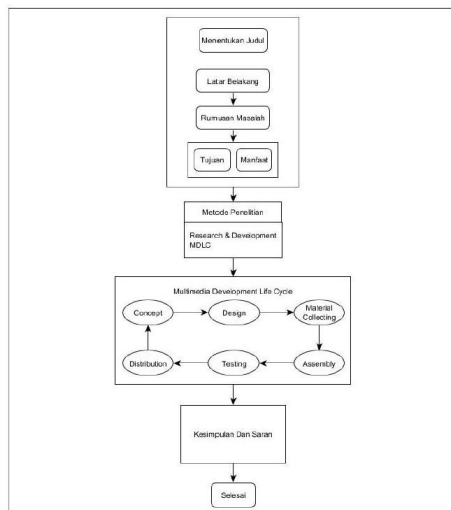 Menentukan Judul
Latar Belakang
Rumusan Masalah
Tujuan
Manfaat
Metode Penelitian
Research & Development
MDLC
Multimedia Development Life Cycle
Concept
Design
Material
Collecting
Distribution
Testing
Assembly
Kesimpulan Dan Saran
Selesai